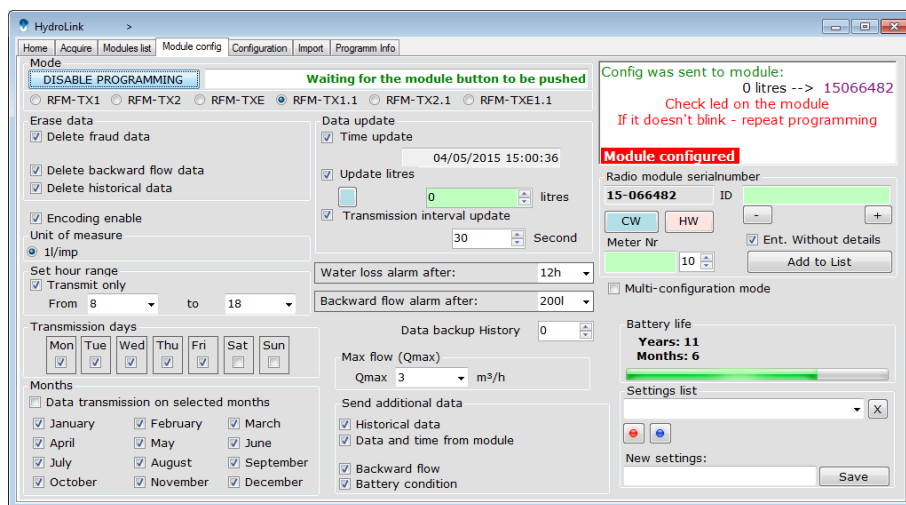 HydroLink >
Home Acquire Modules list Module config Configuration Import Programm Info
Mode
DISABLE PROGRAMMING Waiting for the module button to be pushed
RFM-TX1 RFM-TX2 RFM-TXE RFM-TX1.1 RFM-TX2.1 RFM-TXE1.1
Erase data
Delete fraud data
Delete backward flow data
Delete historical data
Encoding enable
Unit of measure
1l/imp
Set hour range
Transmit only
From 8 to 18
Transmission days
Mon Tue Wed Thu Fri Sat Sun
Months
Data transmission on selected months
January February March
April May June
July August September
October November December
Data update
Time update
04/05/2015 15:00:36
Update litres
0 litres
Transmission interval update
30 Second
Water loss alarm after: 12h
Backward flow alarm after: 200l
Data backup History 0
Max flow (Qmax)
Qmax 3 m³/h
Send additional data
Historical data
Data and time from module
Backward flow
Battery condition
Config was sent to module:
0 litres --> 15066482
Check led on the module
If it doesn't blink - repeat programming
Module configured
Radio module serialnumber
15-066482 ID
CW HW - +
Meter Nr Ent. Without details
10 Add to List
Multi-configuration mode
Battery life
Years: 11
Months: 6
Settings list
X
New settings:
Save